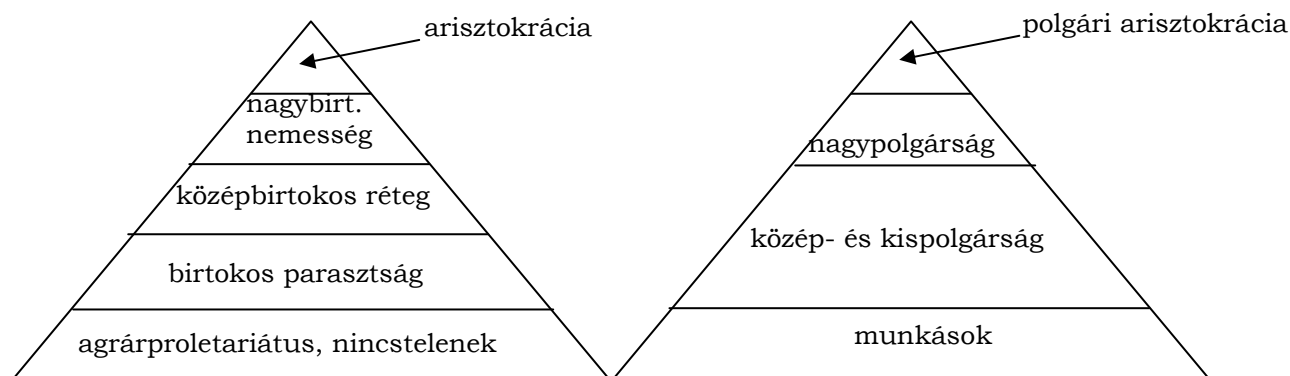 arisztokrácia
nagybirt.
nemesség
középbirtokos réteg
birtokos parasztság
agrárproletariátus, nincstelenek
polgári arisztokrácia
nagypolgárság
közép- és kispolgárság
munkások